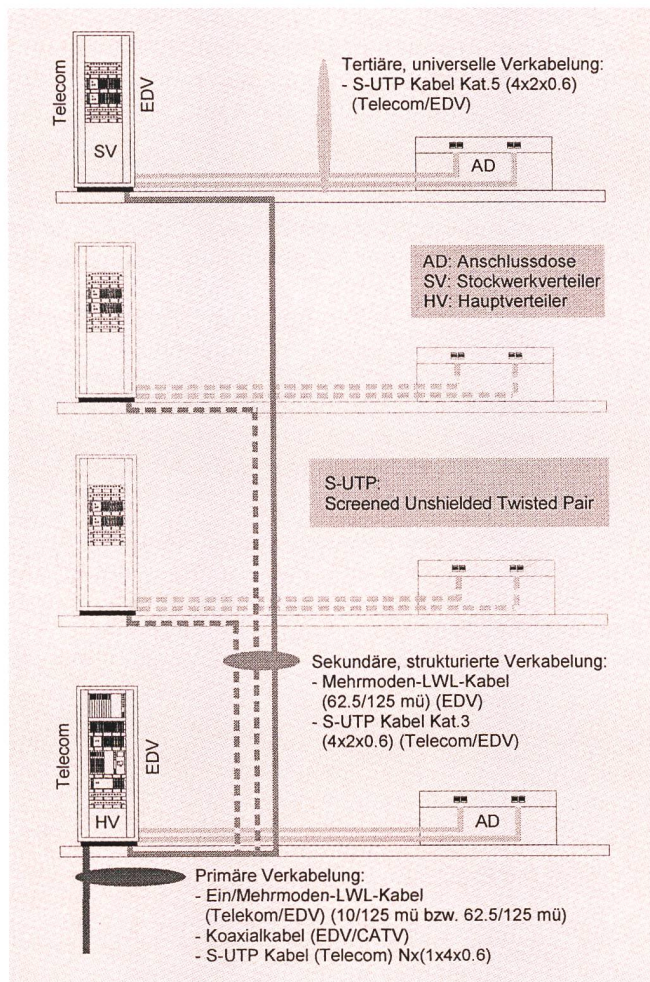 Telecom
EDV
SV
Tertiäre, universelle Verkabelung:
- S-UTP Kabel Kat.5 (4x2x0.6)
(Telecom/EDV)
AD
AD: Anschlussdose
SV: Stockwerkverteiler
HV: Hauptverteiler
S-UTP:
Screened Unshielded Twisted Pair
Sekundäre, strukturierte Verkabelung:
- Mehrmoden-LWL-Kabel
(62.5/125 mü) (EDV)
- S-UTP Kabel Kat.3
(4x2x0.6) (Telecom/EDV)
Telecom
EDV
HV
AD
Primäre Verkabelung:
- Ein/Mehrmoden-LWL-Kabel
(Telekom/EDV) (10/125 mü bzw. 62.5/125 mü)
- Koaxialkabel (EDV/CATV)
- S-UTP Kabel (Telecom) Nx(1x4x0.6)